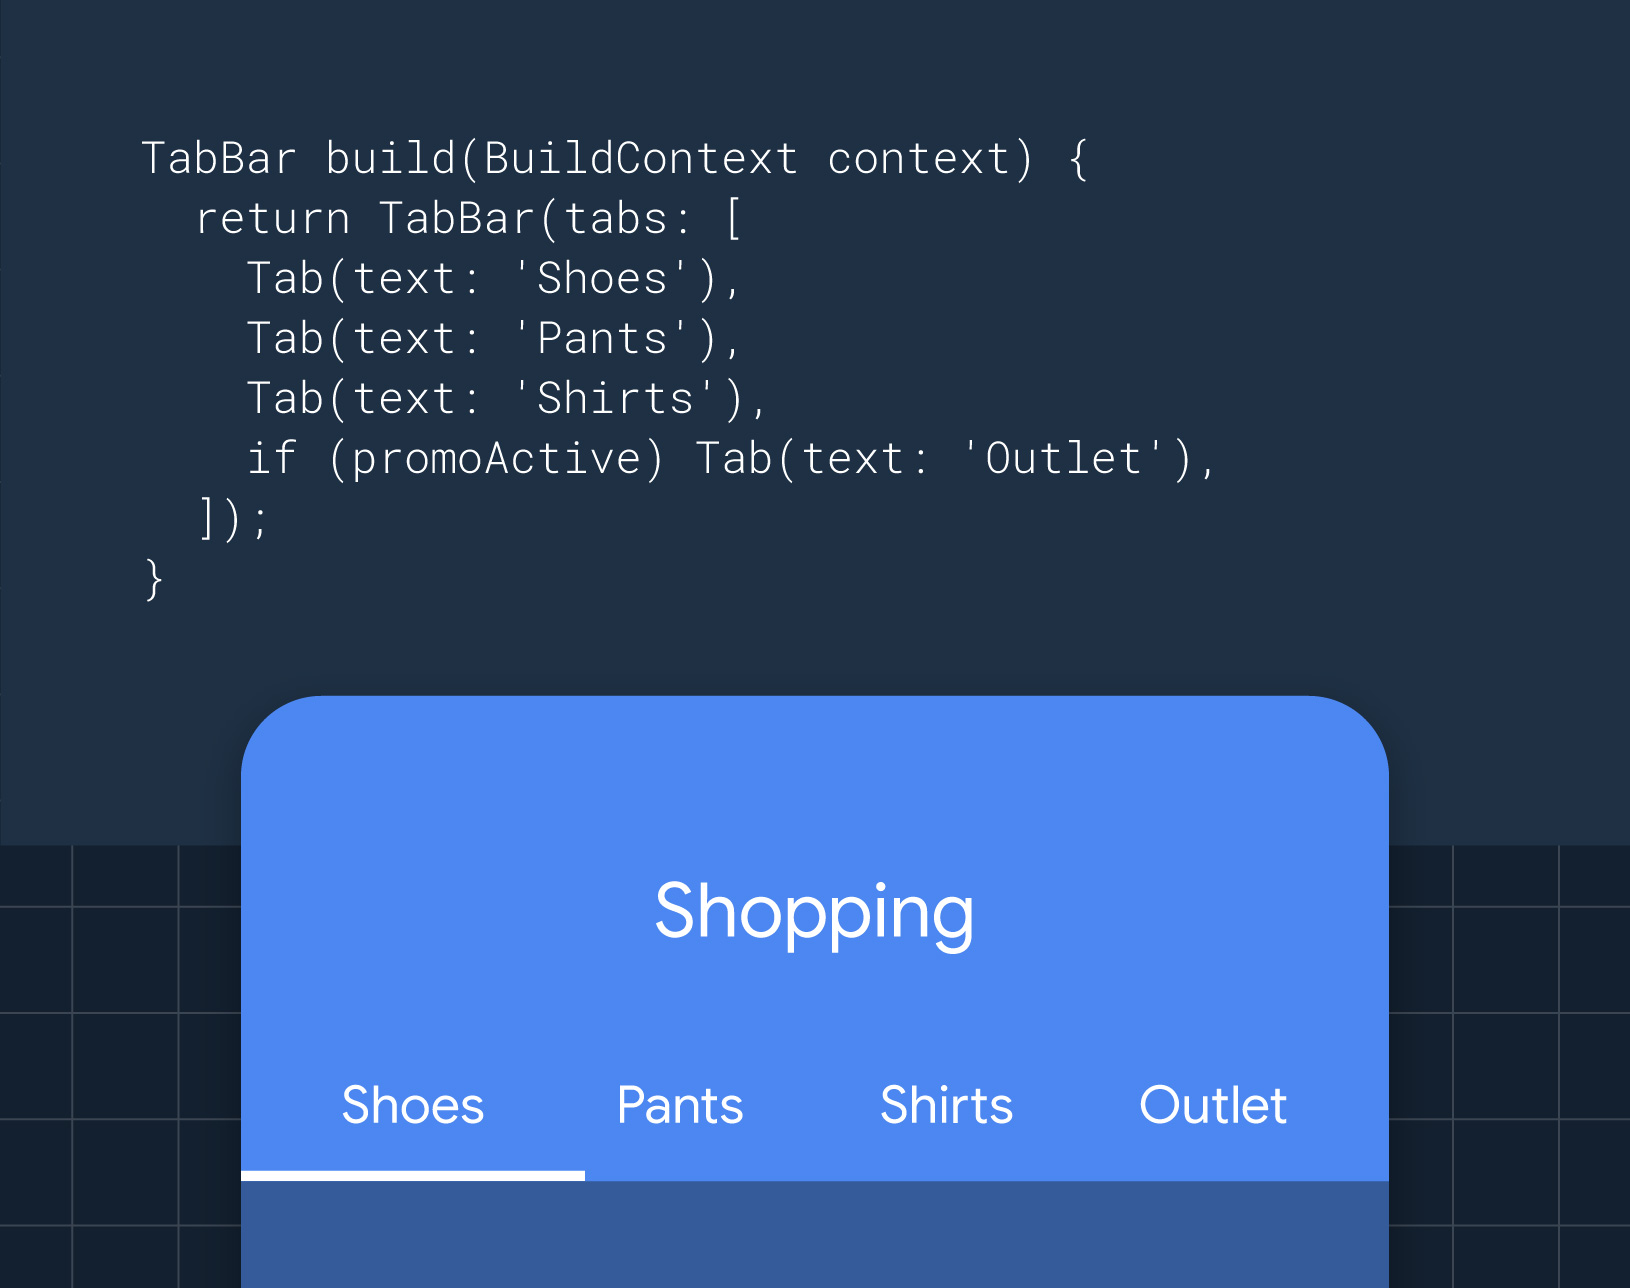 TabBar build(BuildContext context) {
  return TabBar(tabs: [
    Tab(text: 'Shoes'),
    Tab(text: 'Pants'),
    Tab(text: 'Shirts'),
    if (promoActive) Tab(text: 'Outlet'),
  ]);
}
Shopping
Shoes Pants Shirts Outlet